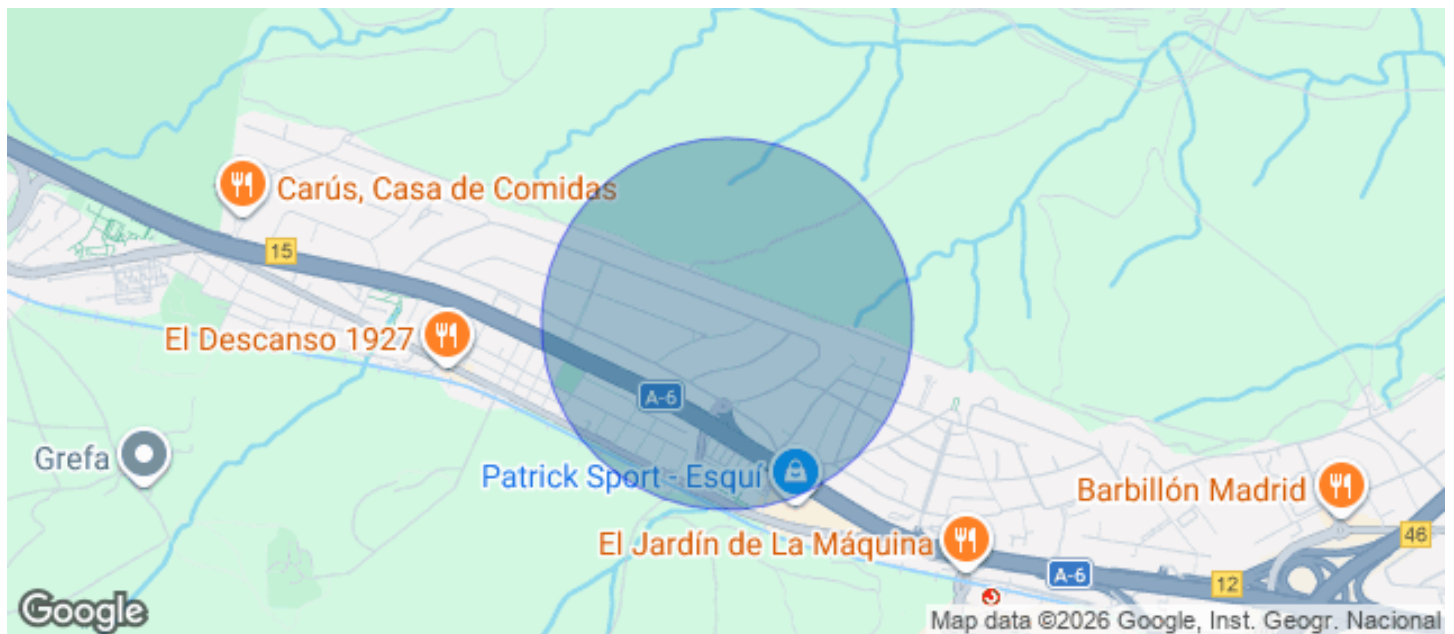 Carús, Casa de Comidas
15
El Descanso 1927
A-6
Grefa
Patrick Sport - Esquí
Barbillón Madrid
El Jardín de La Máquina
46
A-6
12
Google
Map data ©2026 Google, Inst. Geogr. Nacional